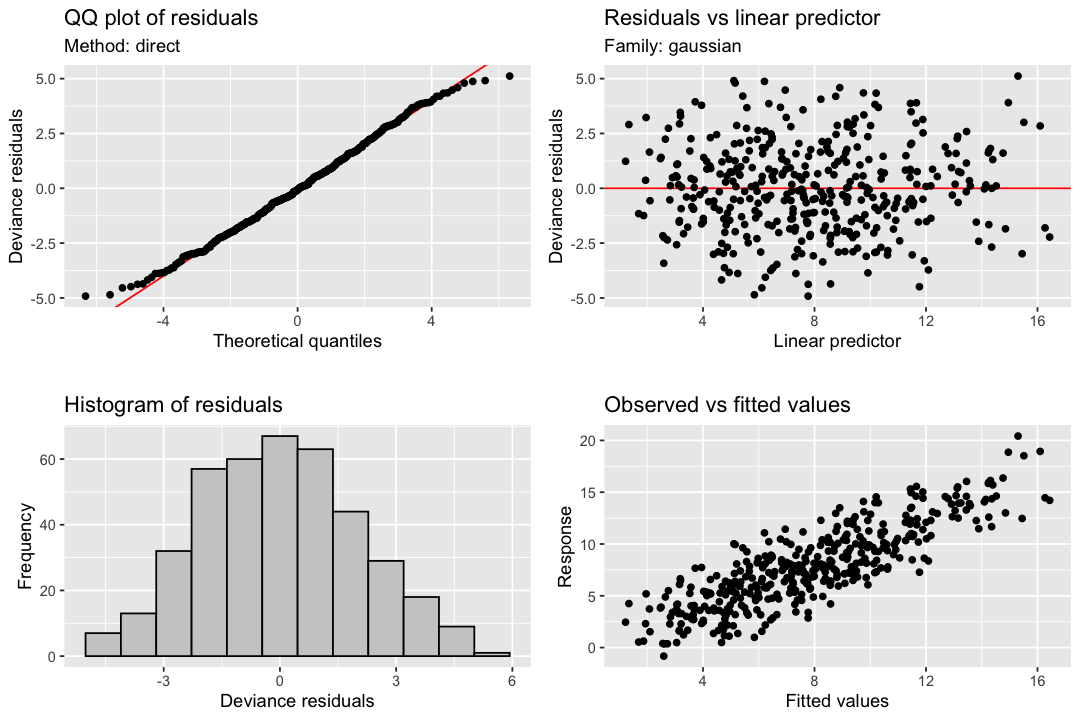 QQ plot of residuals
Method: direct
5.0
2.5
0.0
-2.5
-5.0
Deviance residuals
-4
0
4
Theoretical quantiles
Residuals vs linear predictor
Family: gaussian
5.0
2.5
0.0
-2.5
-5.0
Deviance residuals
4
8
12
16
Linear predictor
Histogram of residuals
60
40
20
0
Frequency
-3
0
3
6
Deviance residuals
Observed vs fitted values
20
15
10
5
0
Response
4
8
12
16
Fitted values